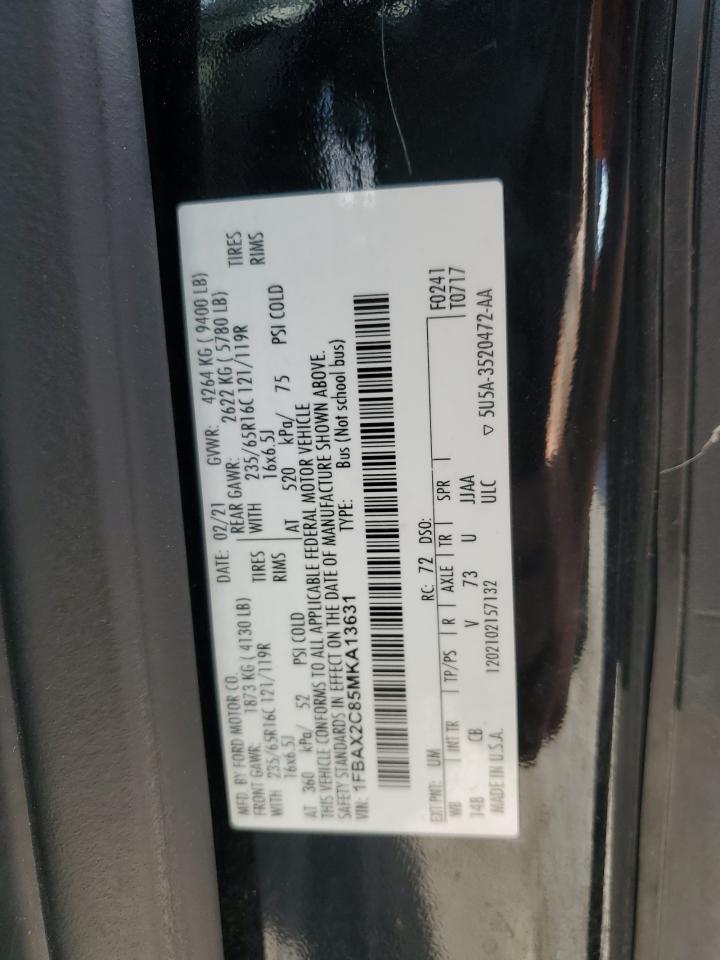 MFD. BY FORD MOTOR CO. DATE: 02/21 GVWR: 4264 KG ( 9400 LB)
FRONT GAWR: 1873 KG ( 4130 LB) REAR GAWR: 2622 KG ( 5780 LB)
WITH 235/65R16C 121/119R TIRES WITH 235/65R16C 121/119R TIRES
16x6.5J RIMS 16x6.5J RIMS
AT 360 kPa/ 52 PSI COLD AT 520 kPa/ 75 PSI COLD
THIS VEHICLE CONFORMS TO ALL APPLICABLE FEDERAL MOTOR VEHICLE
SAFETY STANDARDS IN EFFECT ON THE DATE OF MANUFACTURE SHOWN ABOVE.
VIN: 1FBAX2C85MKA13631 TYPE: Bus (Not school bus)
EXT PNT: UM RC: 72 DSO: F0241
WB INT TR TP/PS R AXLE TR SPR T0717
148 CB V 73 U JJAA
MADE IN U.S.A. 1202102157132 ULC ▽ 5U5A-3520472-AA